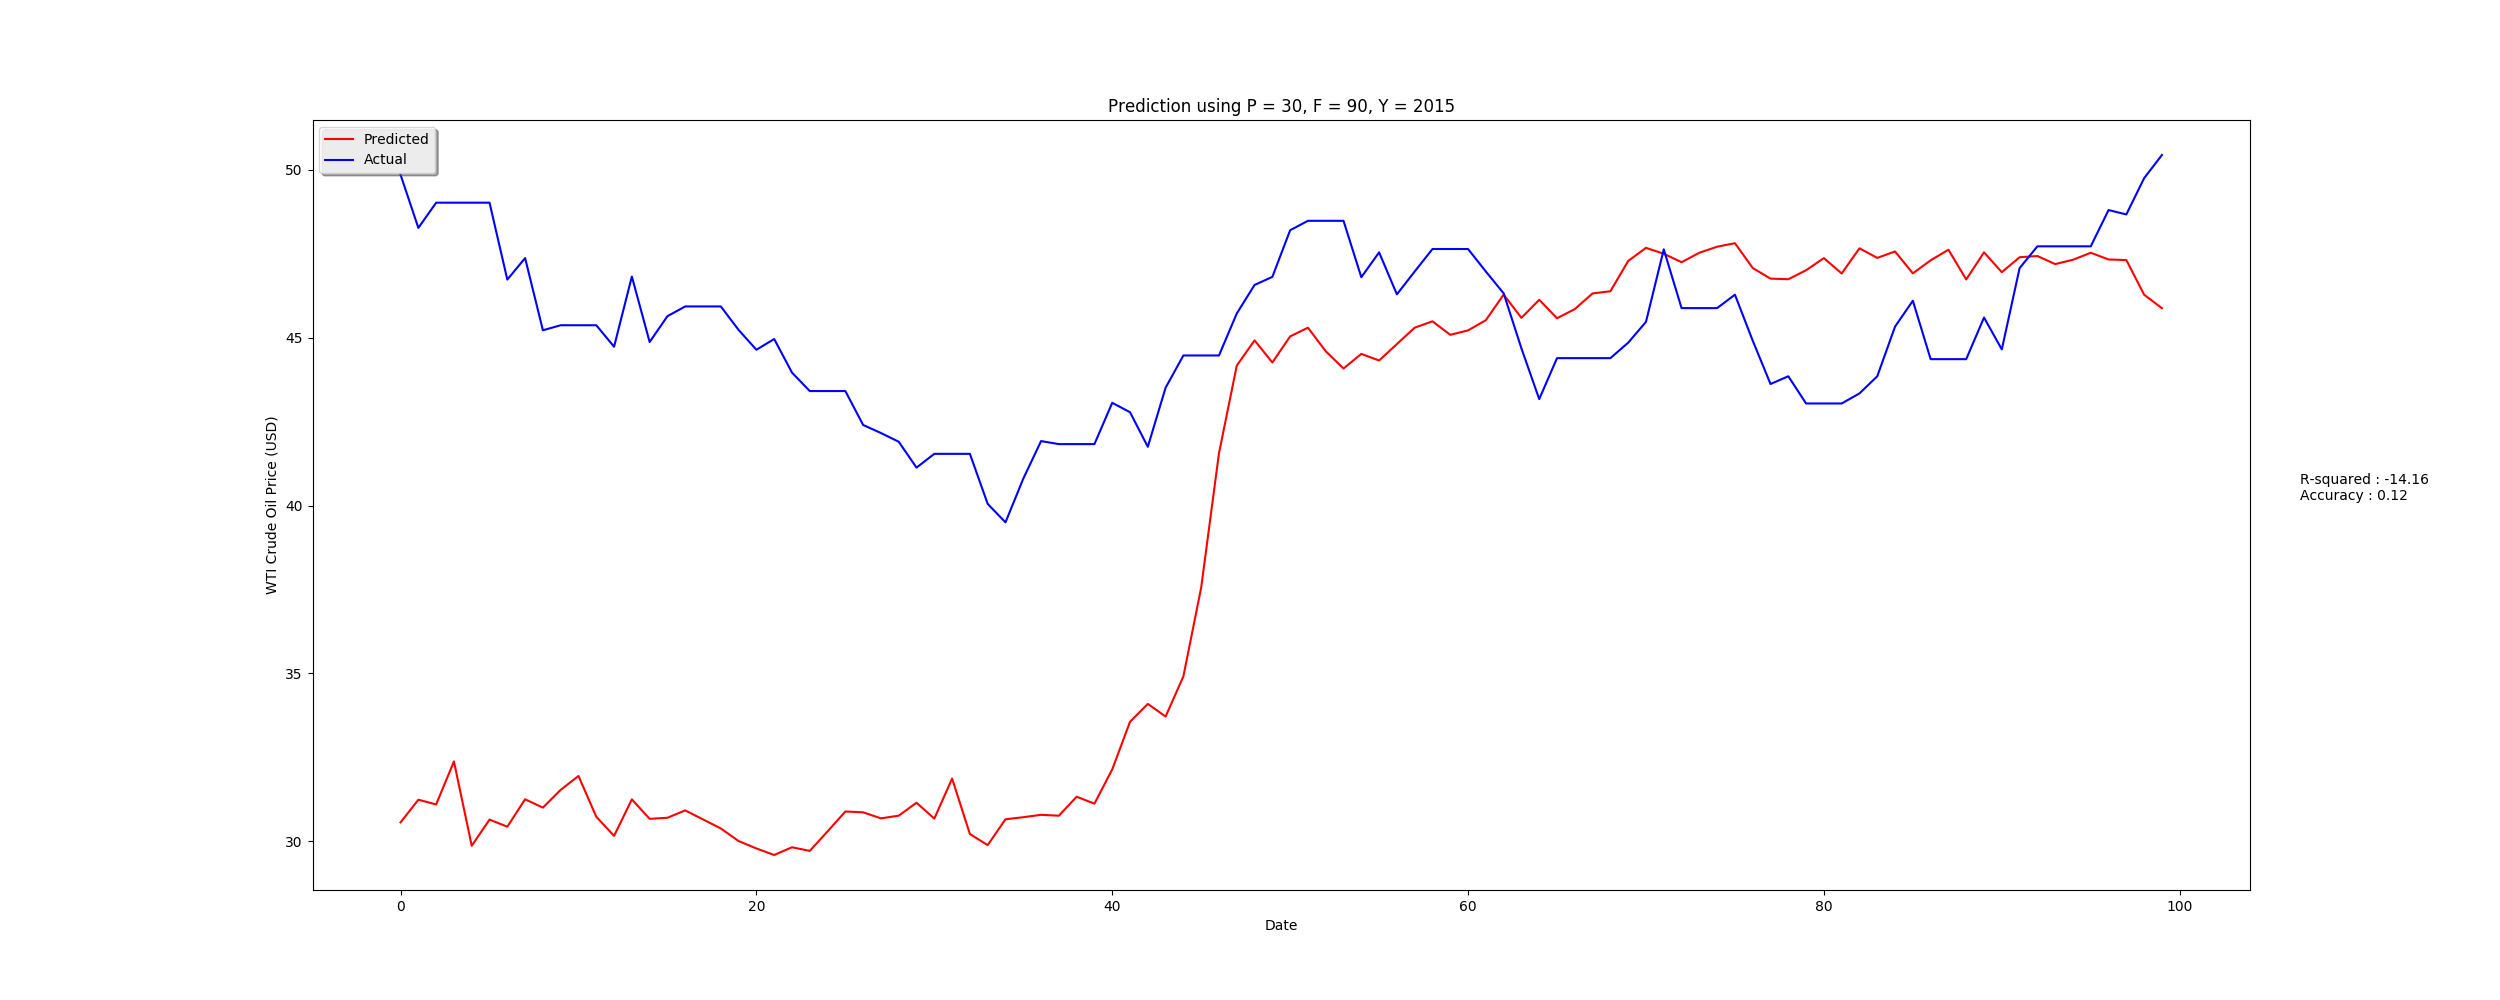 Prediction using P = 30, F = 90, Y = 2015
Predicted
Actual
50
45
40
35
30
WTI Crude Oil Price (USD)
0 20 40 60 80 100
Date
R-squared : -14.16
Accuracy : 0.12